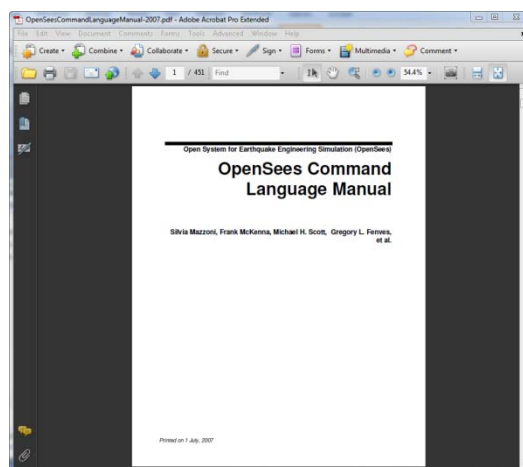 OpenSeesCommandLanguageManual-2007.pdf - Adobe Acrobat Pro Extended
File Edit View Document Comments Forms Tools Advanced Window Help
Create Combine Collaborate Secure Sign Forms Multimedia Comment
1 / 451 Find 54.4%
Open System for Earthquake Engineering Simulation (OpenSees)
OpenSees Command
Language Manual
Silvia Mazzoni, Frank McKenna, Michael H. Scott, Gregory L. Fenves,
et al.
Printed on 1 July, 2007